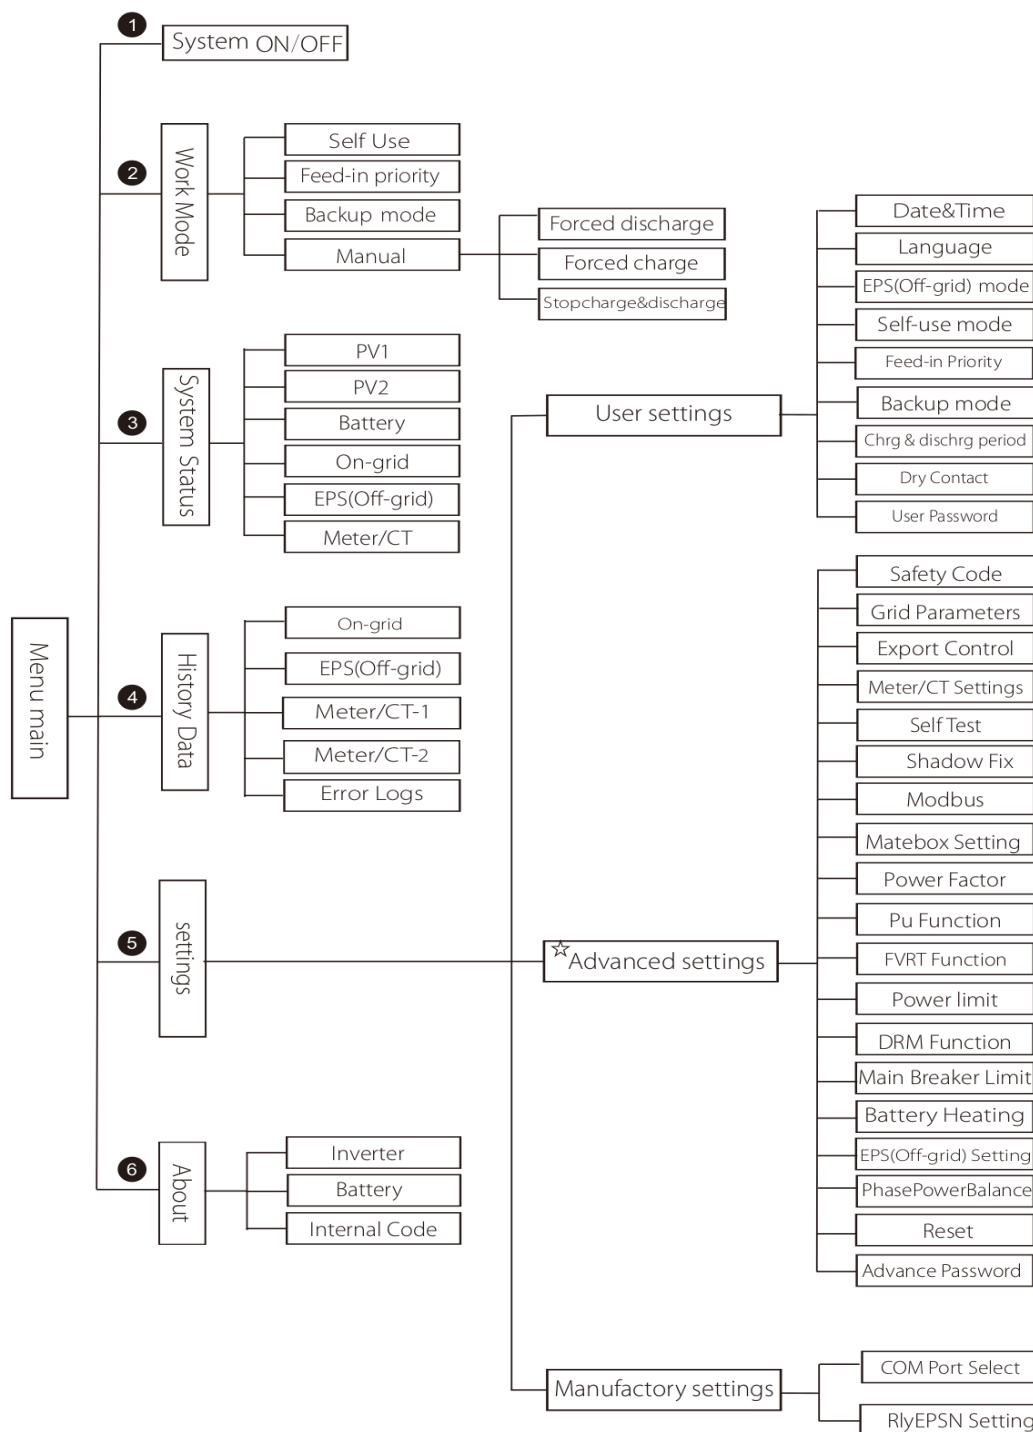 1
System ON/OFF
2
Work Mode
Self Use
Feed-in priority
Backup mode
Manual
Forced discharge
Forced charge
Stopcharge&discharge
3
System Status
PV1
PV2
Battery
On-grid
EPS(Off-grid)
Meter/CT
Menu main
4
History Data
On-grid
EPS(Off-grid)
Meter/CT-1
Meter/CT-2
Error Logs
5
settings
User settings
Date&Time
Language
EPS(Off-grid) mode
Self-use mode
Feed-in Priority
Backup mode
Chrg & dischrg period
Dry Contact
User Password
☆Advanced settings
Safety Code
Grid Parameters
Export Control
Meter/CT Settings
Self Test
Shadow Fix
Modbus
Matebox Setting
Power Factor
Pu Function
FVRT Function
Power limit
DRM Function
Main Breaker Limit
Battery Heating
EPS(Off-grid) Setting
PhasePowerBalance
Reset
Advance Password
Manufactory settings
COM Port Select
RlyEPSN Setting
6
About
Inverter
Battery
Internal Code